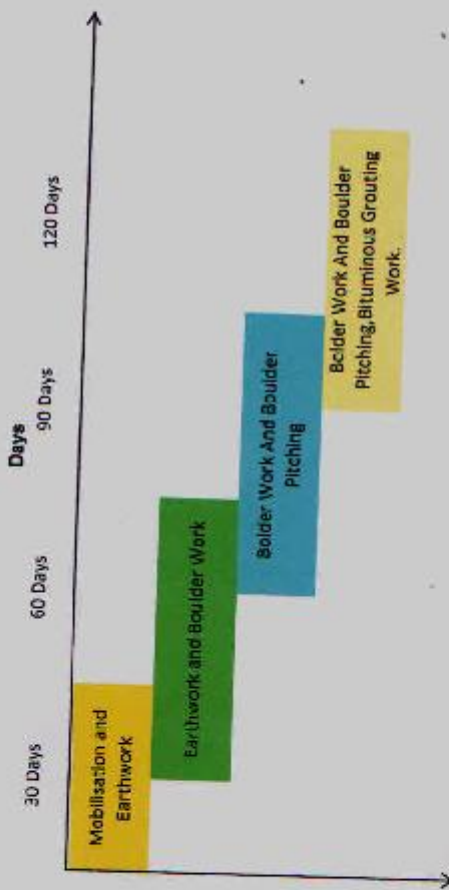 Days
30 Days
60 Days
90 Days
120 Days
Mobilisation and
Earthwork
Earthwork and Boulder Work
Bolder Work And Boulder
Pitching
Bolder Work And Boulder
Pitching,Bituminous Grouting
Work.